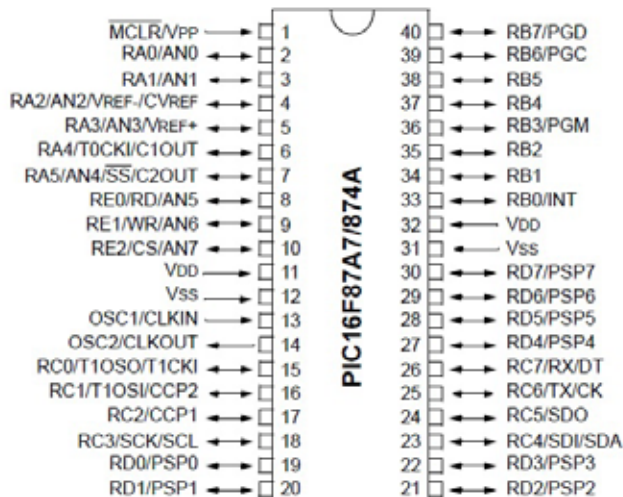 MCLR/VPP 1 40 RB7/PGD
RA0/AN0 2 39 RB6/PGC
RA1/AN1 3 38 RB5
RA2/AN2/VREF-/CVREF 4 37 RB4
RA3/AN3/VREF+ 5 36 RB3/PGM
RA4/T0CKI/C1OUT 6 35 RB2
RA5/AN4/SS/C2OUT 7 34 RB1
RE0/RD/AN5 8 33 RB0/INT
RE1/WR/AN6 9 32 VDD
RE2/CS/AN7 10 31 VSS
VDD 11 30 RD7/PSP7
VSS 12 29 RD6/PSP6
OSC1/CLKIN 13 28 RD5/PSP5
OSC2/CLKOUT 14 27 RD4/PSP4
RC0/T1OSO/T1CKI 15 26 RC7/RX/DT
RC1/T1OSI/CCP2 16 25 RC6/TX/CK
RC2/CCP1 17 24 RC5/SDO
RC3/SCK/SCL 18 23 RC4/SDI/SDA
RD0/PSP0 19 22 RD3/PSP3
RD1/PSP1 20 21 RD2/PSP2
PIC16F87A7/874A